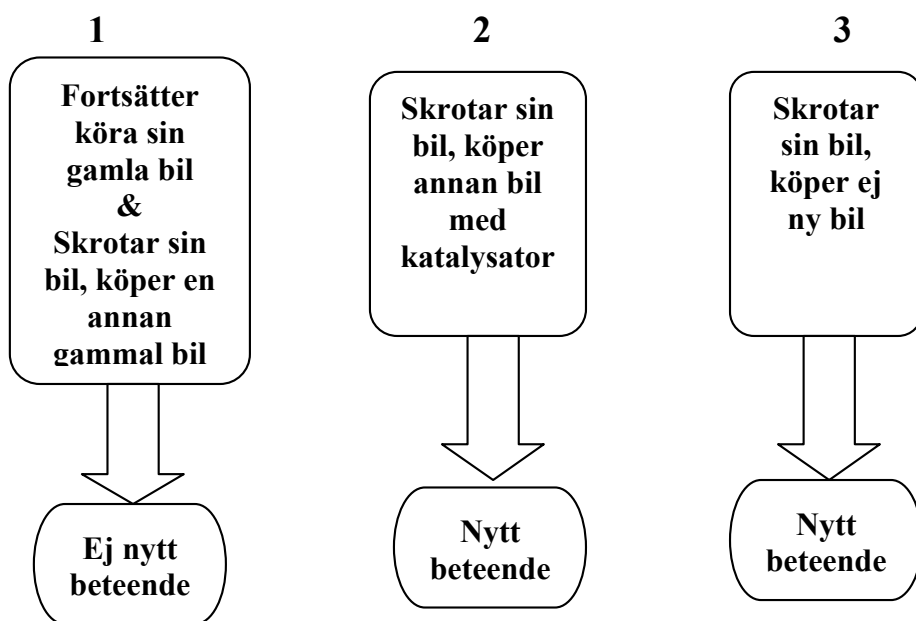 1
Fortsätter
köra sin
gamla bil
&
Skrotar sin
bil, köper en
annan
gammal bil
Ej nytt
beteende
2
Skrotar sin
bil, köper
annan bil
med
katalysator
Nytt
beteende
3
Skrotar
sin bil,
köper ej
ny bil
Nytt
beteende